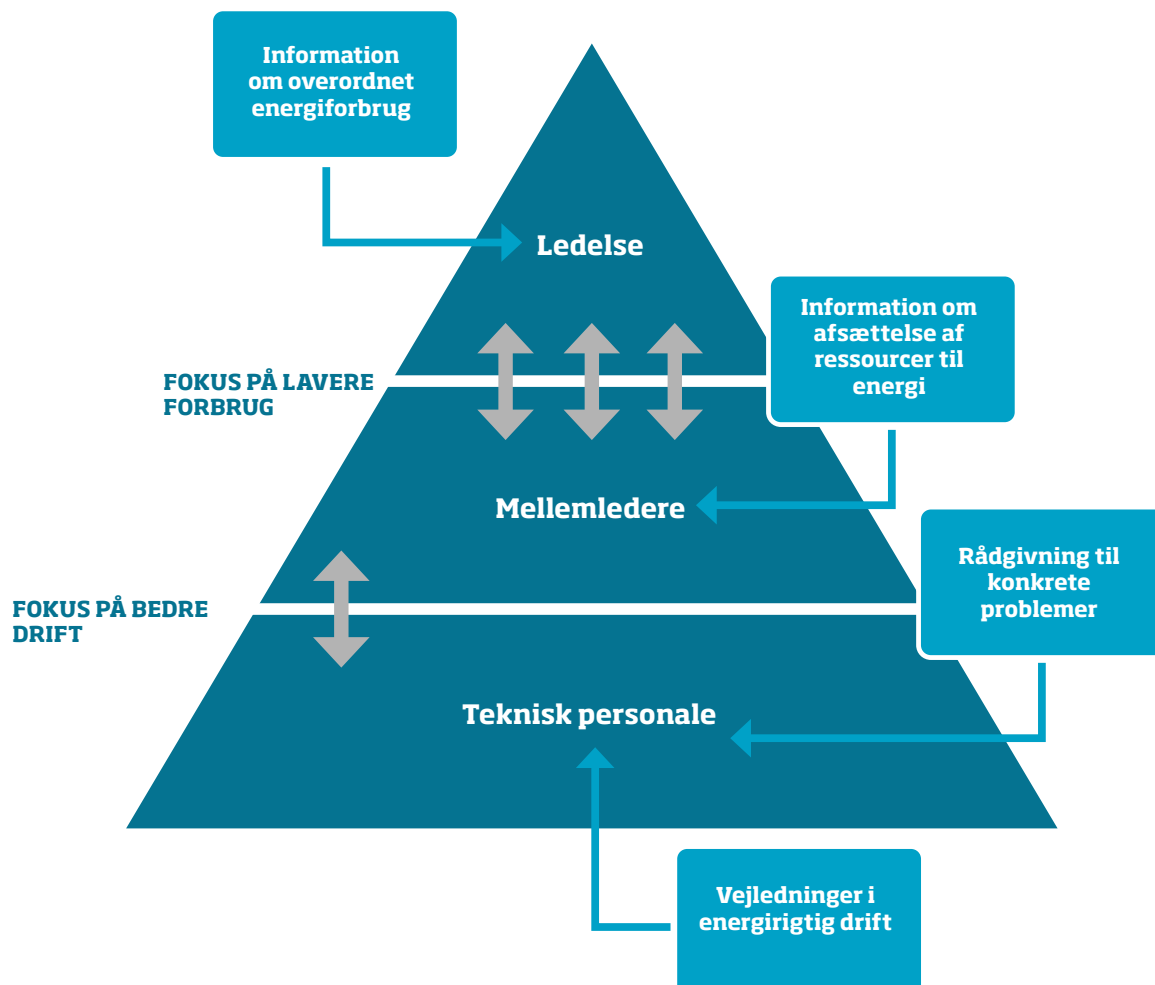 Information
om overordnet
energiforbrug
Ledelse
Information om
afsættelse af
ressourcer til
energi
FOKUS PÅ LAVERE
FORBRUG
Mellemledere
Rådgivning til
konkrete
problemer
FOKUS PÅ BEDRE
DRIFT
Teknisk personale
Vejledninger i
energirigtig drift